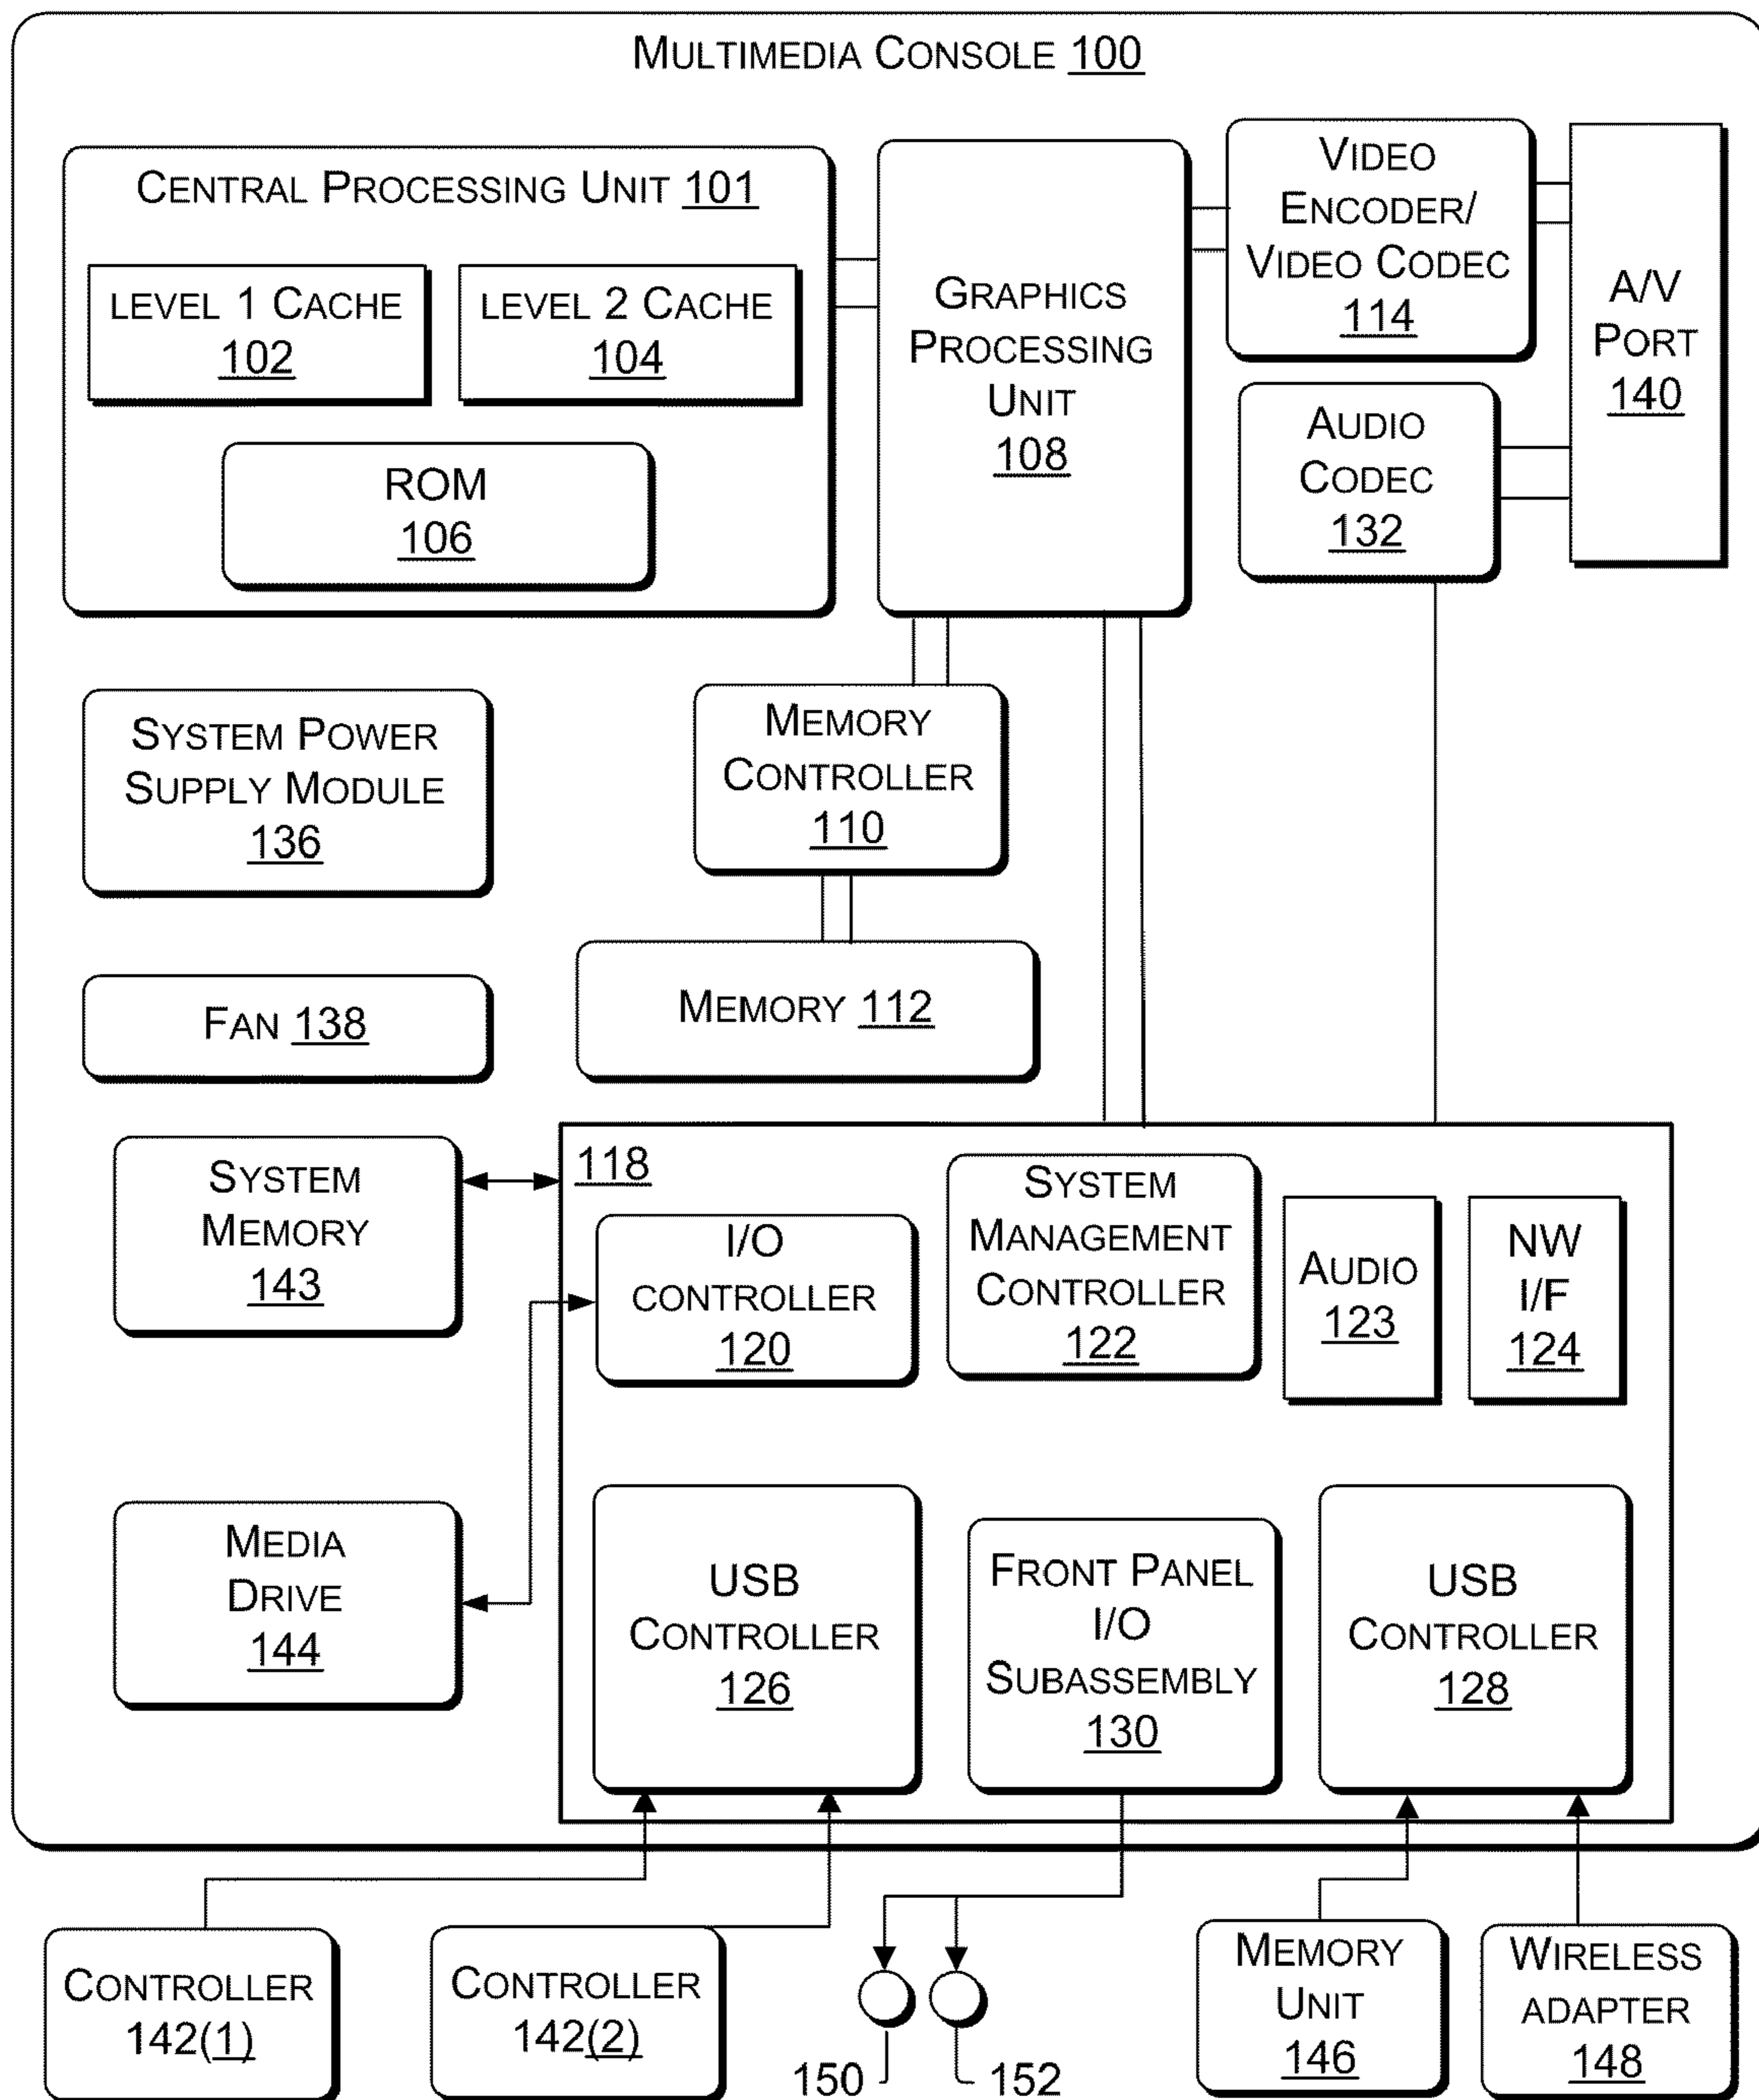 MULTIMEDIA CONSOLE 100
CENTRAL PROCESSING UNIT 101
LEVEL 1 CACHE
102
LEVEL 2 CACHE
104
ROM
106
GRAPHICS
PROCESSING
UNIT
108
VIDEO
ENCODER/
VIDEO CODEC
114
A/V
PORT
140
AUDIO
CODEC
132
SYSTEM POWER
SUPPLY MODULE
136
MEMORY
CONTROLLER
110
FAN 138
MEMORY 112
SYSTEM
MEMORY
143
118
I/O
CONTROLLER
120
SYSTEM
MANAGEMENT
CONTROLLER
122
AUDIO
123
NW
I/F
124
MEDIA
DRIVE
144
USB
CONTROLLER
126
FRONT PANEL
I/O
SUBASSEMBLY
130
USB
CONTROLLER
128
CONTROLLER
142(1)
CONTROLLER
142(2)
150
152
MEMORY
UNIT
146
WIRELESS
ADAPTER
148